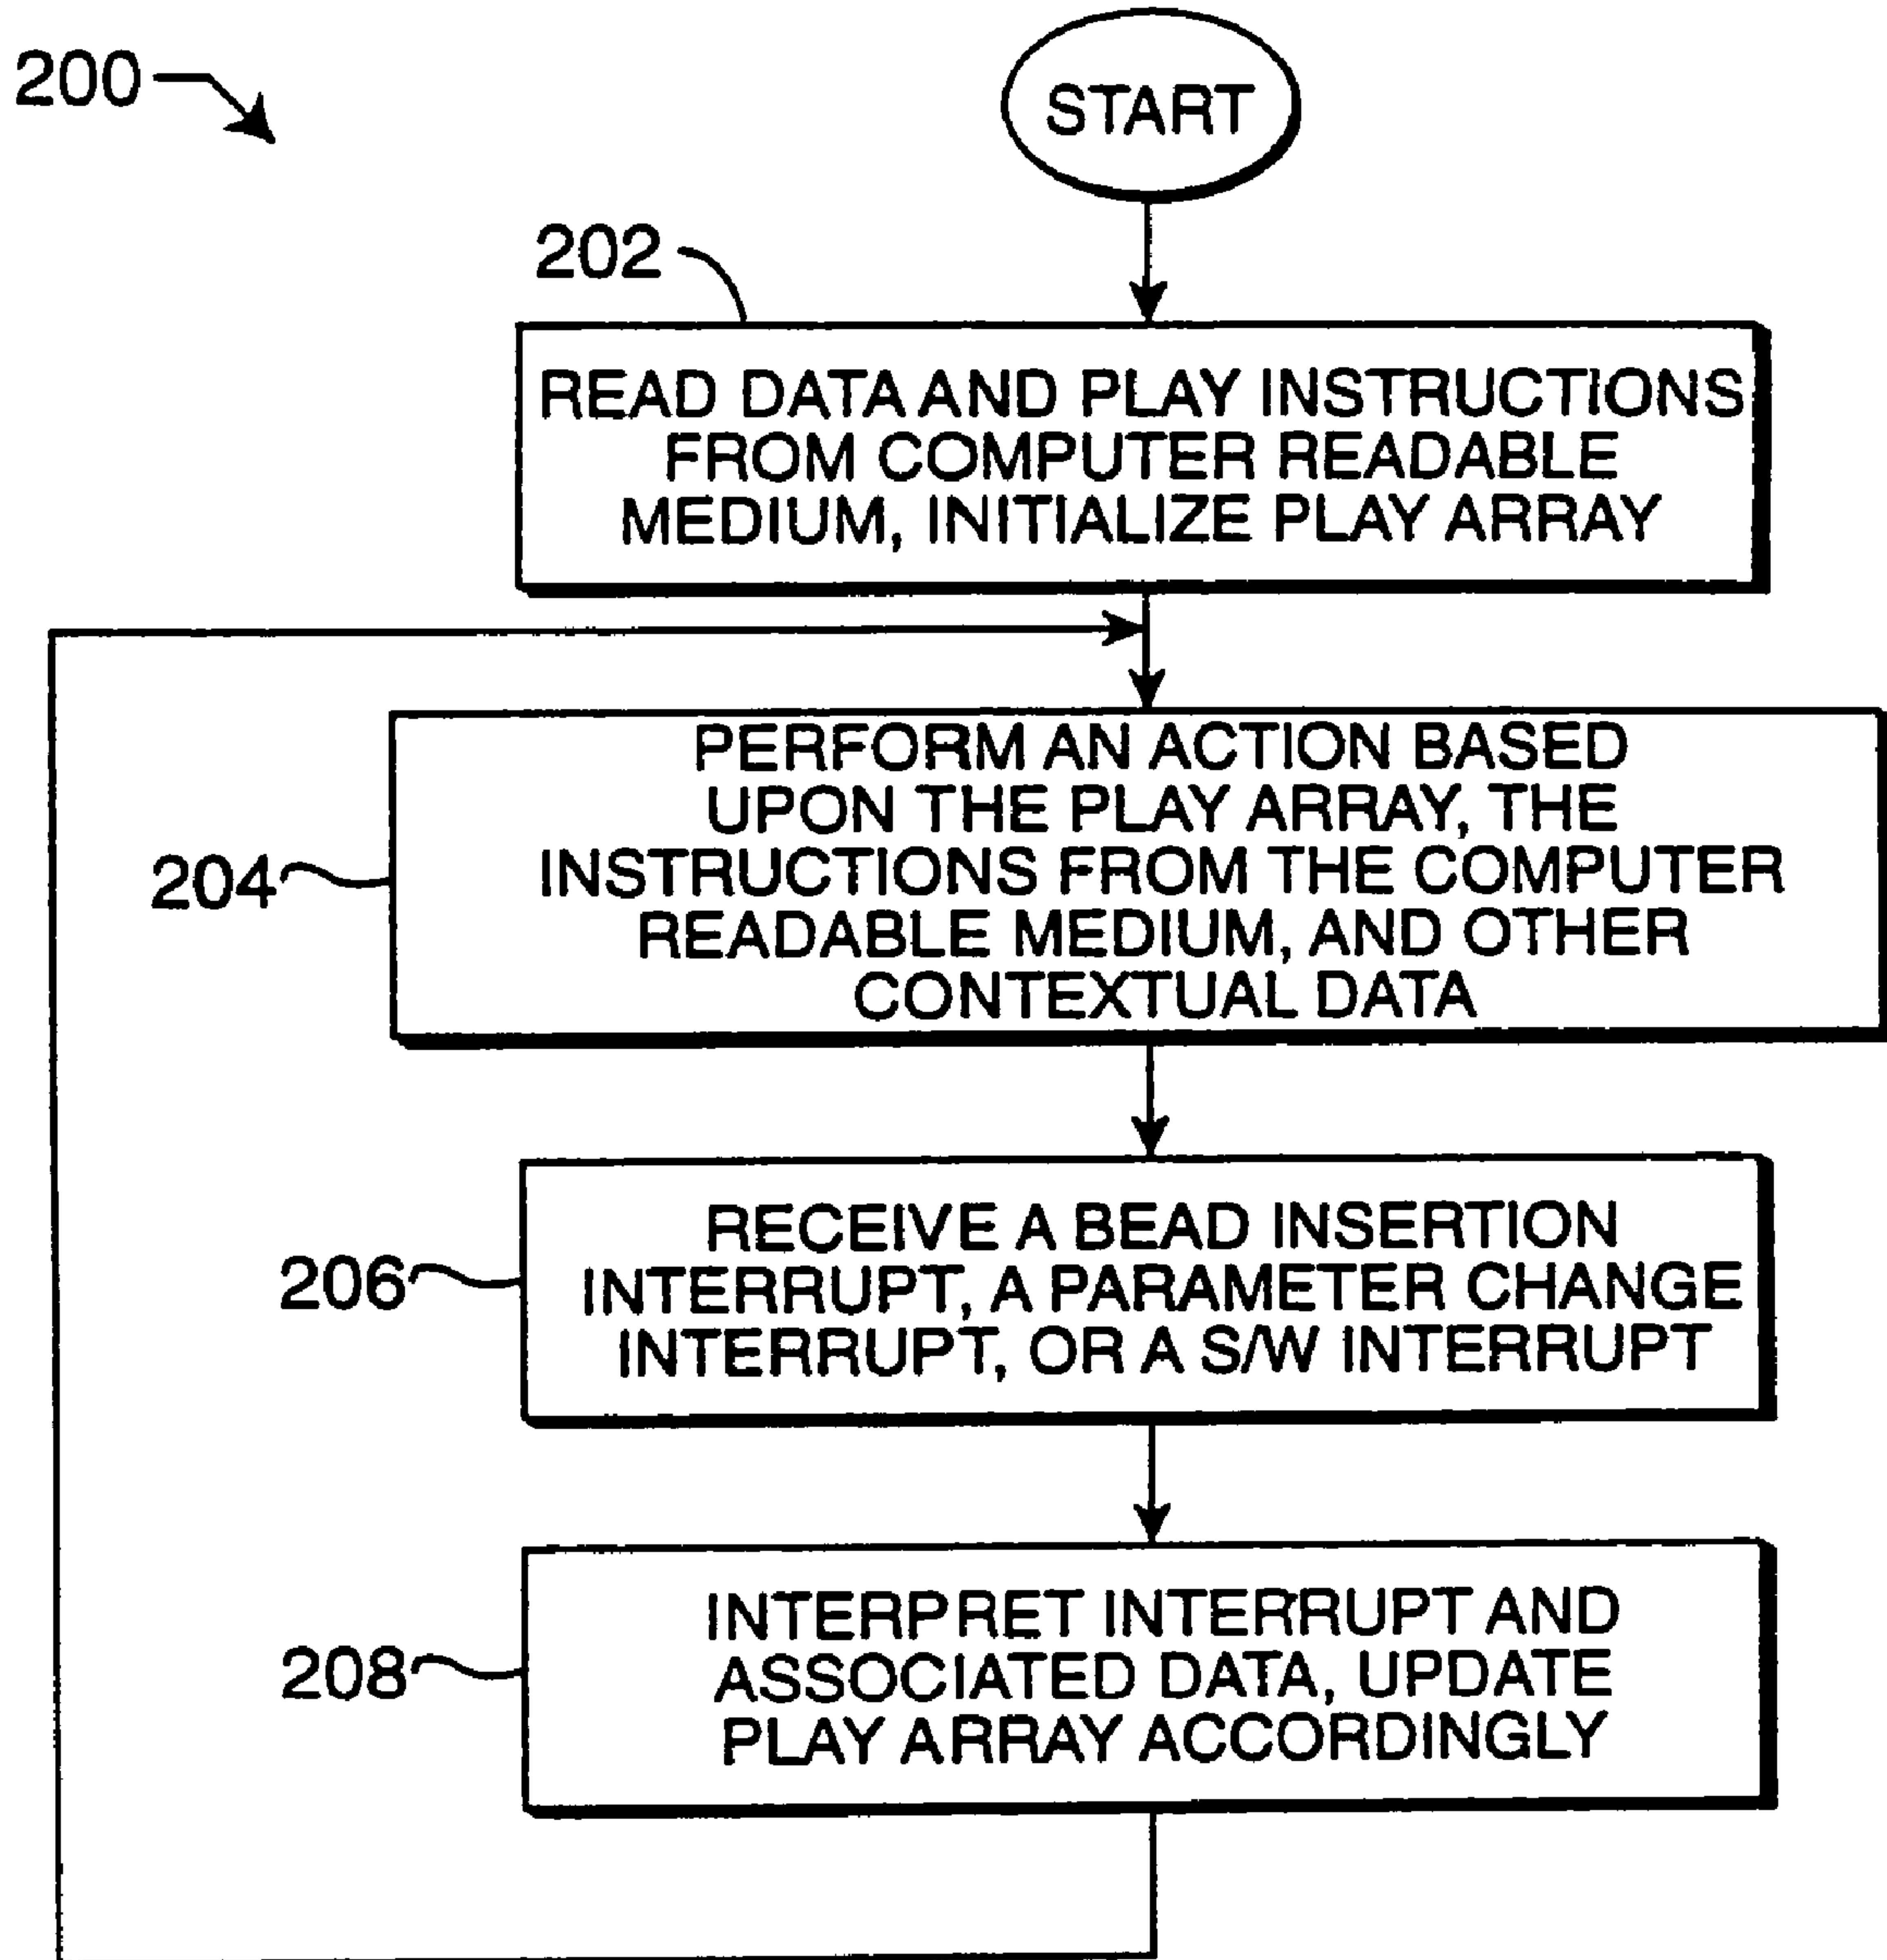 200
START
202
READ DATA AND PLAY INSTRUCTIONS
FROM COMPUTER READABLE
MEDIUM, INITIALIZE PLAY ARRAY
PERFORM AN ACTION BASED
UPON THE PLAY ARRAY, THE
INSTRUCTIONS FROM THE COMPUTER
READABLE MEDIUM, AND OTHER
CONTEXTUAL DATA
204
RECEIVE A BEAD INSERTION
INTERRUPT, A PARAMETER CHANGE
INTERRUPT, OR A S/W INTERRUPT
206
INTERPRET INTERRUPT AND
ASSOCIATED DATA, UPDATE
PLAY ARRAY ACCORDINGLY
208